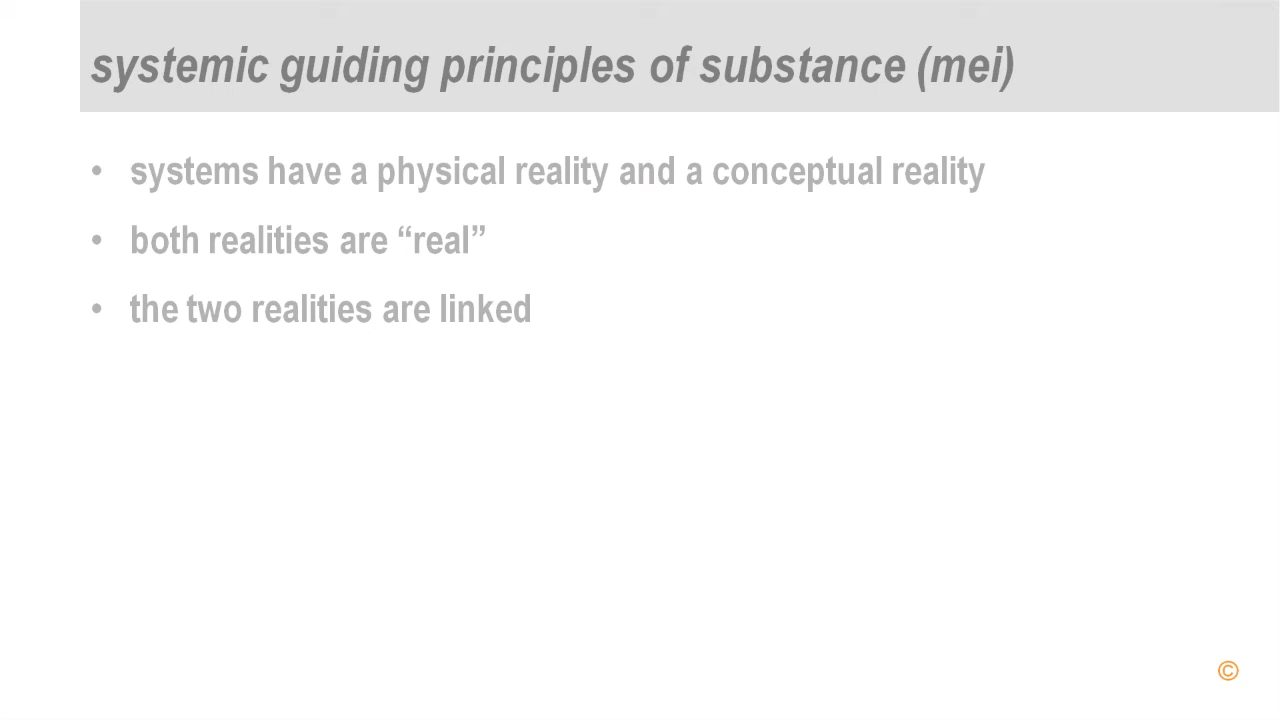 systemic guiding principles of substance (mei)
• systems have a physical reality and a conceptual reality
• both realities are “real”
• the two realities are linked
©